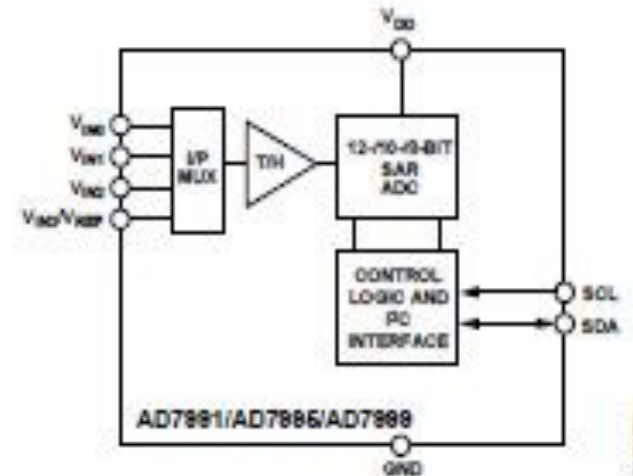 VDD
VIN0
VIN1
VIN2
VIN3/VREF
I/P
MUX
T/H
12-/10-/8-BIT
SAR
ADC
CONTROL
LOGIC AND
I²C
INTERFACE
SCL
SDA
AD7991/AD7995/AD7999
GND